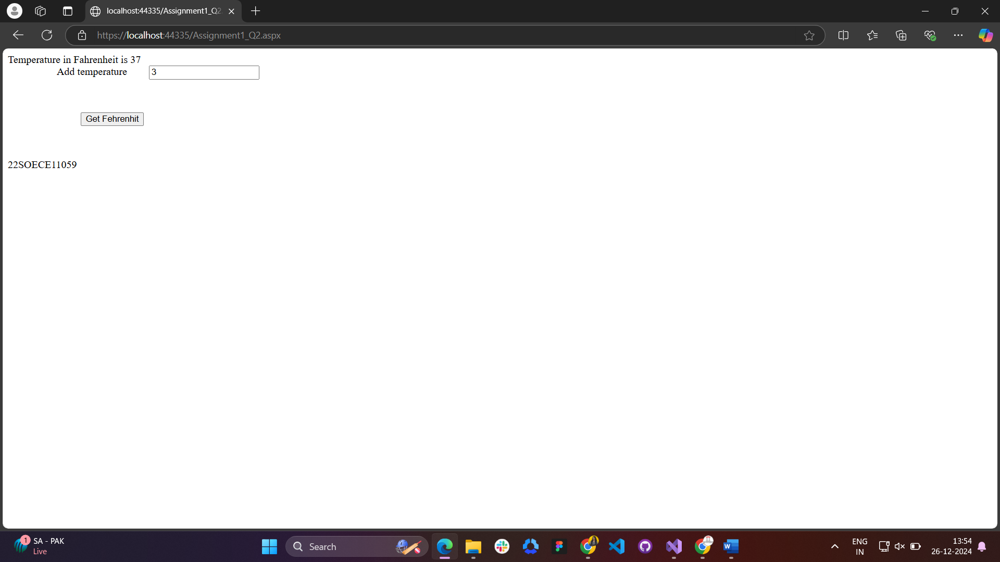 localhost:44335/Assignment1_Q2.
https://localhost:44335/Assignment1_Q2.aspx
Temperature in Fahrenheit is 37
Add temperature 3
Get Fehrenhit
22SOECE11059
1 SA - PAK
Live
Search
W
ENG
IN
13:54
26-12-2024